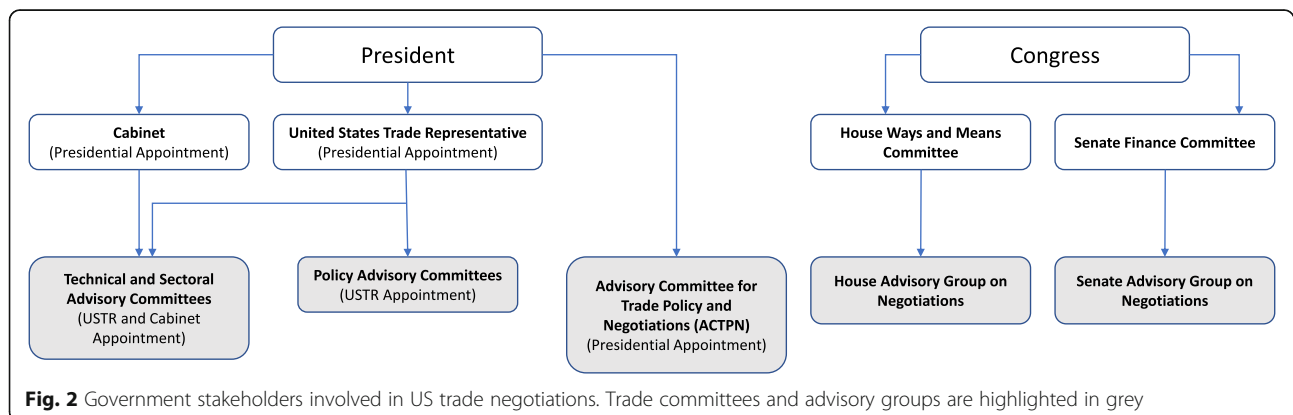 President
Congress
Cabinet
(Presidential Appointment)
United States Trade Representative
(Presidential Appointment)
House Ways and Means
Committee
Senate Finance Committee
Technical and Sectoral
Advisory Committees
(USTR and Cabinet
Appointment)
Policy Advisory Committees
(USTR Appointment)
Advisory Committee for
Trade Policy and
Negotiations (ACTPN)
(Presidential Appointment)
House Advisory Group on
Negotiations
Senate Advisory Group on
Negotiations
Fig. 2 Government stakeholders involved in US trade negotiations. Trade committees and advisory groups are highlighted in grey